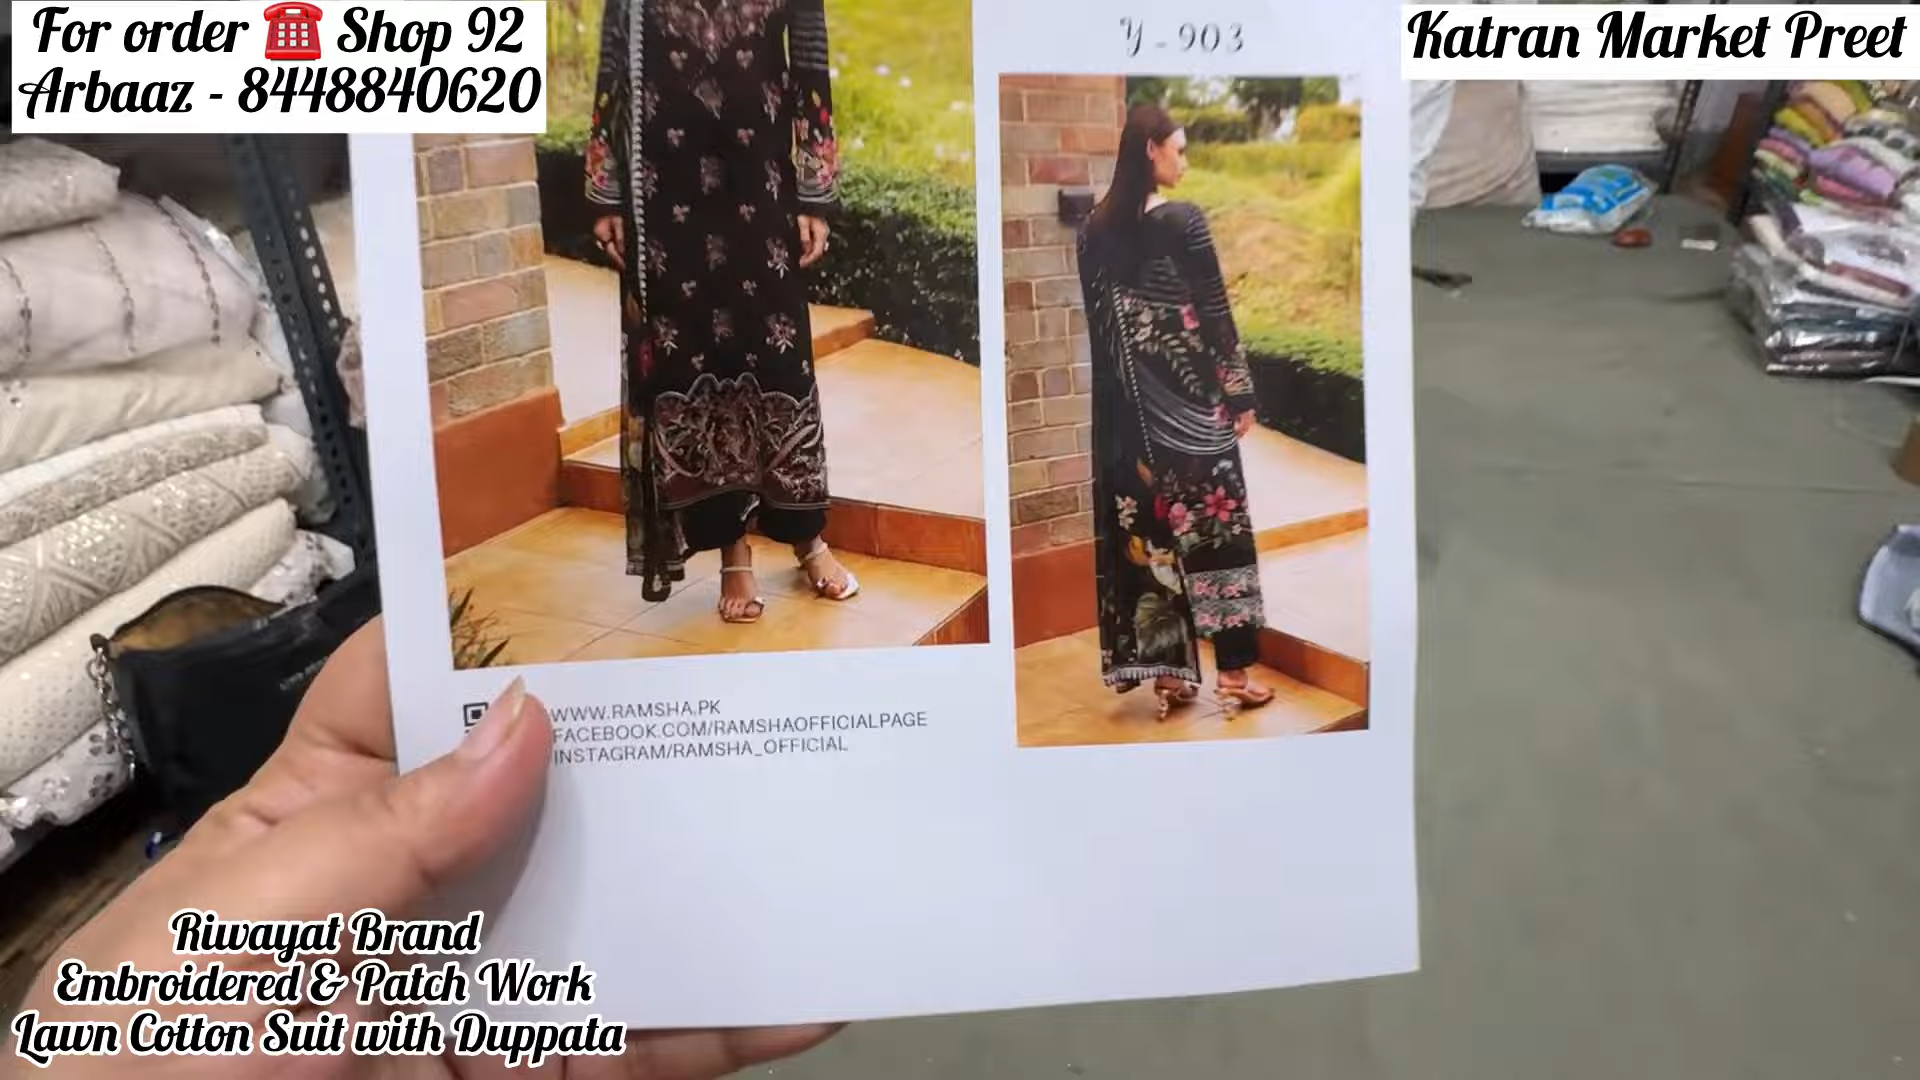 For order ☎️ Shop 92
Arbaaz - 8448840620
Katran Market Preet
Y - 903
WWW.RAMSHA.PK
FACEBOOK.COM/RAMSHAOFFICIALPAGE
INSTAGRAM/RAMSHA_OFFICIAL
Riwayat Brand
Embroidered & Patch Work
Lawn Cotton Suit with Duppata